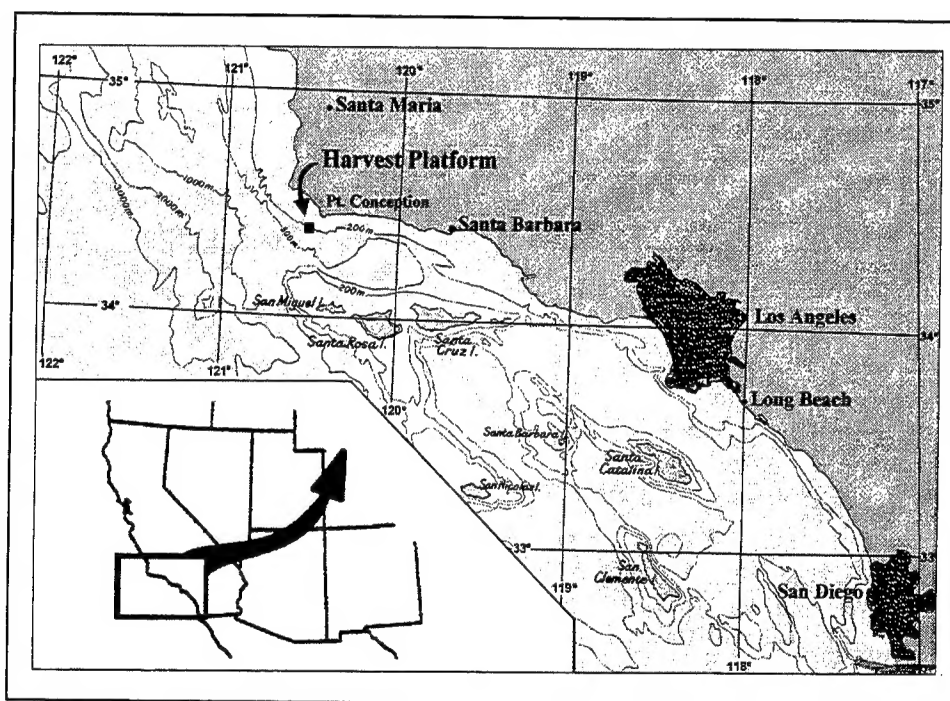 122°
121°
120°
119°
118°
117°
35°
35°
Santa Maria
Harvest Platform
Pt. Conception
1000m
2000m
3000m
200m
Santa Barbara
200m
34°
San Miguel I.
Santa Rosa I.
Santa
Cruz I.
Los Angeles
34°
122°
121°
120°
Long Beach
Santa Barbara I.
Santa
Catalina I.
San Nicolas I.
33°
33°
San
Clemente I.
119°
San Diego
118°